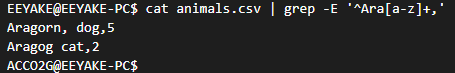 EEYAKE@EEYAKE-PC$ cat animals.csv | grep -E '^Ara[a-z]+,'
Aragorn, dog,5
Aragog cat,2
ACCO2G@EEYAKE-PC$